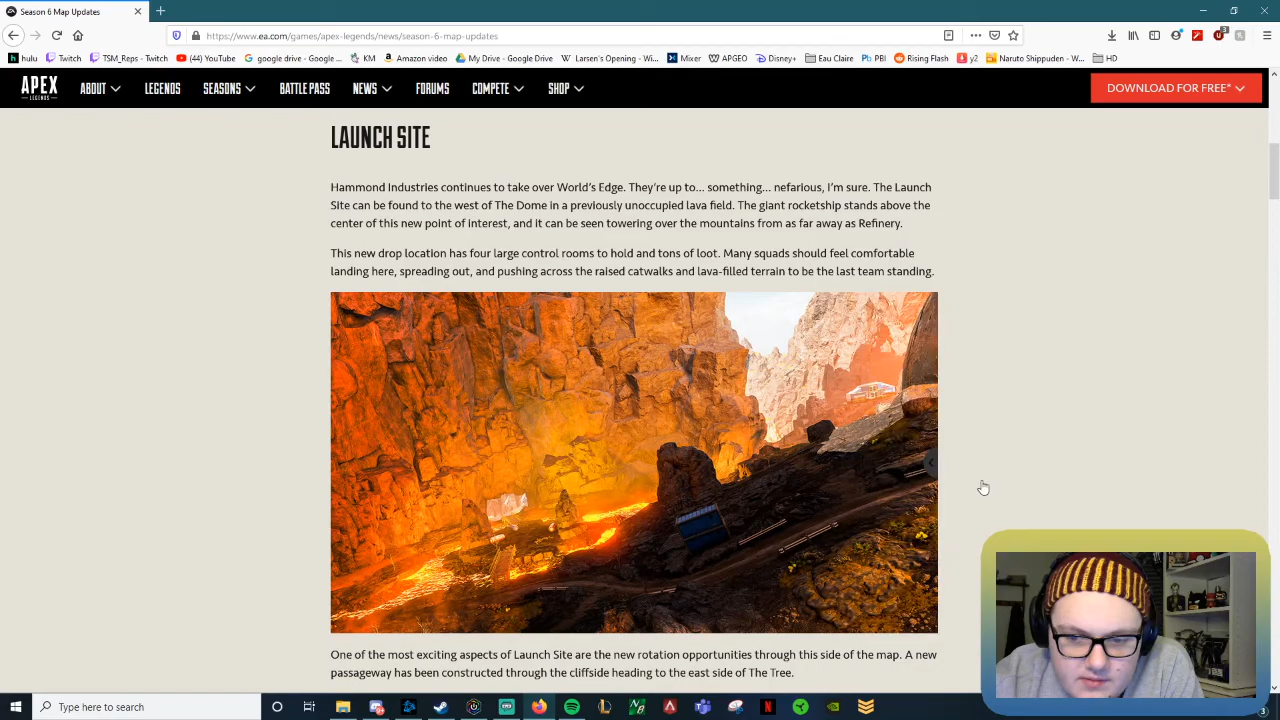 Season 6 Map Updates
https://www.ea.com/games/apex-legends/news/season-6-map-updates
hulu
Twitch
TSM_Reps - Twitch
(44) YouTube
google drive - Google ...
KM
Amazon video
My Drive - Google Dri...
Larsen's Opening - Wi...
Mixer
APGEO
Disney+
Eau Claire
PBI
Rising Flash
y2
Naruto Shippuden - W...
HD
APEX
LEGENDS
ABOUT
LEGENDS
SEASONS
BATTLE PASS
NEWS
FORUMS
COMPETE
SHOP
DOWNLOAD FOR FREE*
LAUNCH SITE
Hammond Industries continues to take over World's Edge. They're up to... something... nefarious, I'm sure. The Launch
Site can be found to the west of The Dome in a previously unoccupied lava field. The giant rocketship stands above the
center of this new point of interest, and it can be seen towering over the mountains from as far away as Refinery.
This new drop location has four large control rooms to hold and tons of loot. Many squads should feel comfortable
landing here, spreading out, and pushing across the raised catwalks and lava-filled terrain to be the last team standing.
One of the most exciting aspects of Launch Site are the new rotation opportunities through this side of the map. A new
passageway has been constructed through the cliffside heading to the east side of The Tree.
Type here to search
3